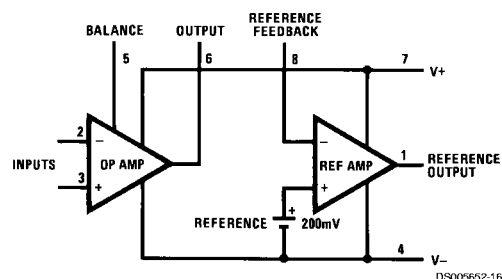 BALANCE
OUTPUT
REFERENCE
FEEDBACK
5
6
8
7
V+
2
−
INPUTS
OP AMP
3
+
−
REF AMP
1
REFERENCE
OUTPUT
+
+
REFERENCE
200mV
4
V−
DS005652-16